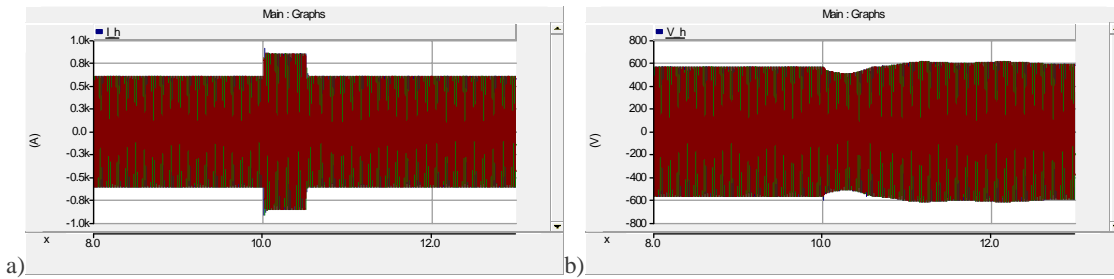 Main : Graphs
I_h
1.0k
0.8k
0.5k
0.3k
0.0
-0.3k
-0.5k
-0.8k
-1.0k
(A)
x
8.0
10.0
12.0
a)
Main : Graphs
V_h
800
600
400
200
0
-200
-400
-600
-800
(V)
x
8.0
10.0
12.0
b)